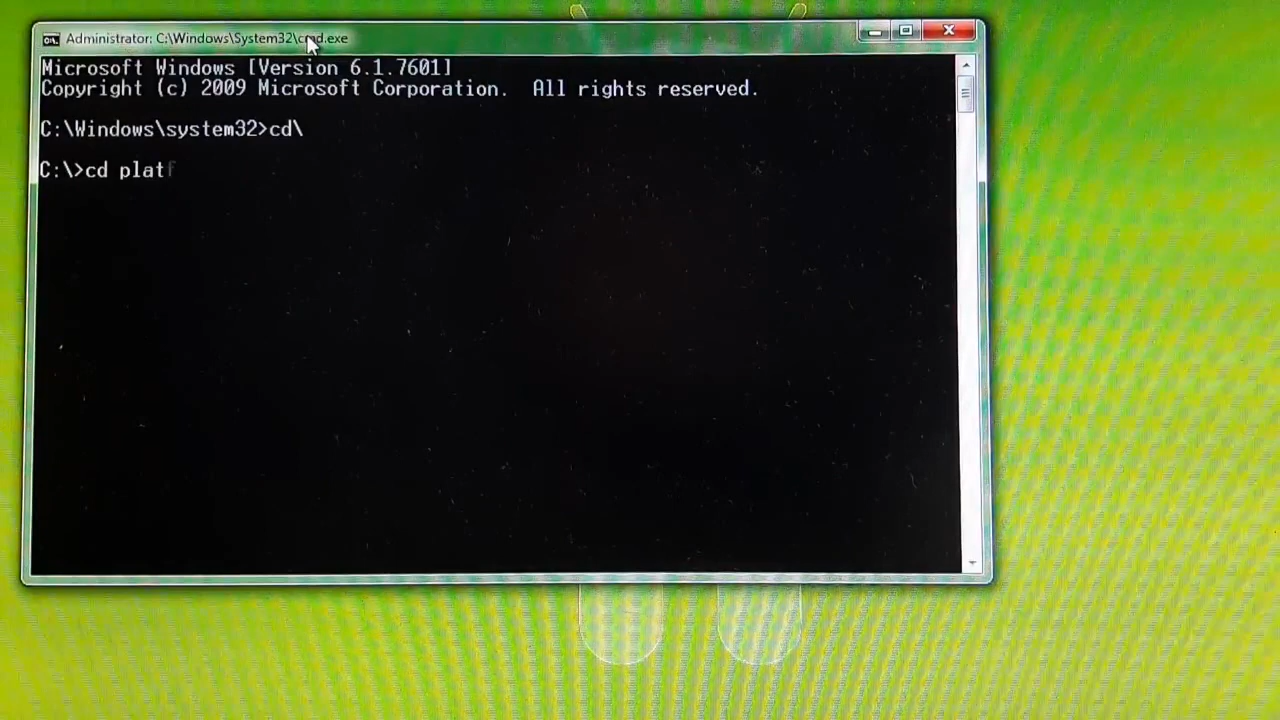 Administrator: C:\Windows\System32\cmd.exe
Microsoft Windows [Version 6.1.7601]
Copyright (c) 2009 Microsoft Corporation.  All rights reserved.
C:\Windows\system32>cd\
C:\>cd platf